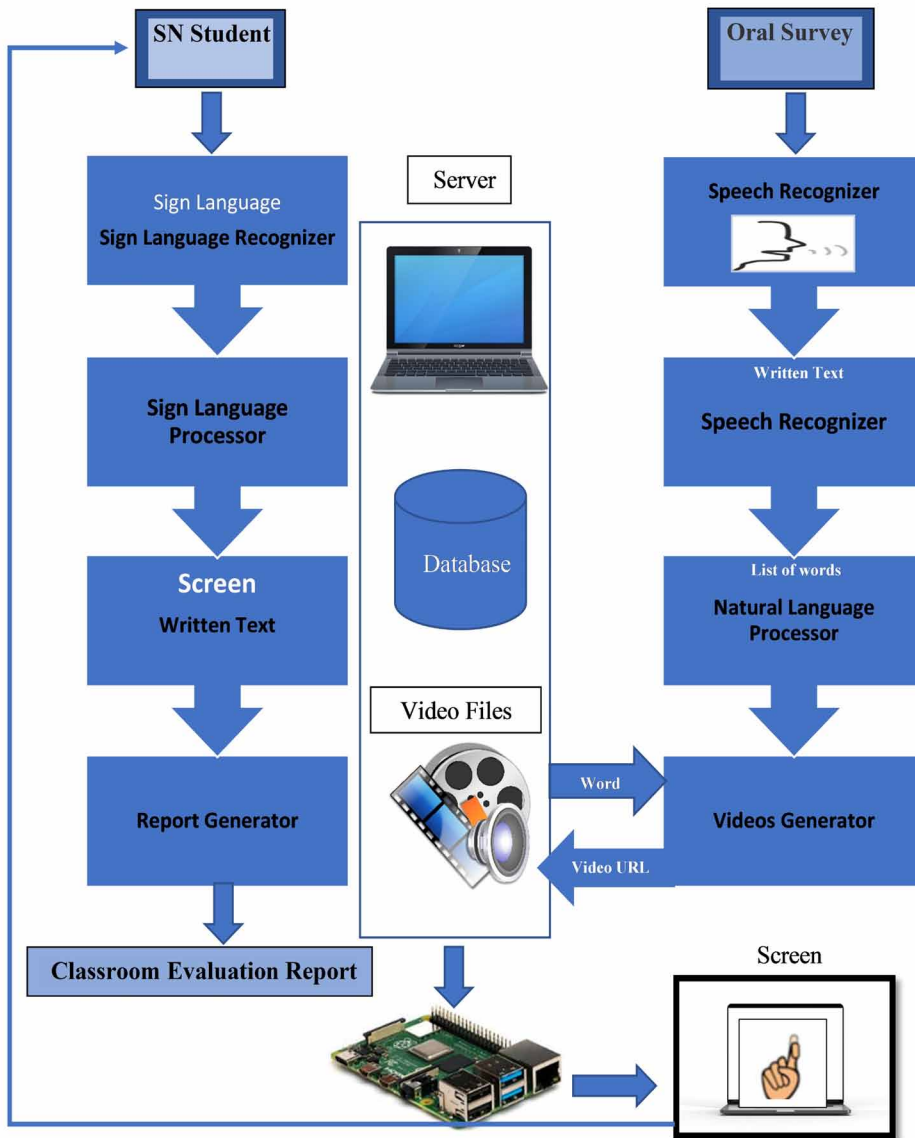 SN Student
Oral Survey
Server
Sign Language
Sign Language Recognizer
Speech Recognizer
Sign Language
Processor
Written Text
Speech Recognizer
Database
Screen
Written Text
List of words
Natural Language
Processor
Video Files
Word
Report Generator
Videos Generator
Video URL
Classroom Evaluation Report
Screen